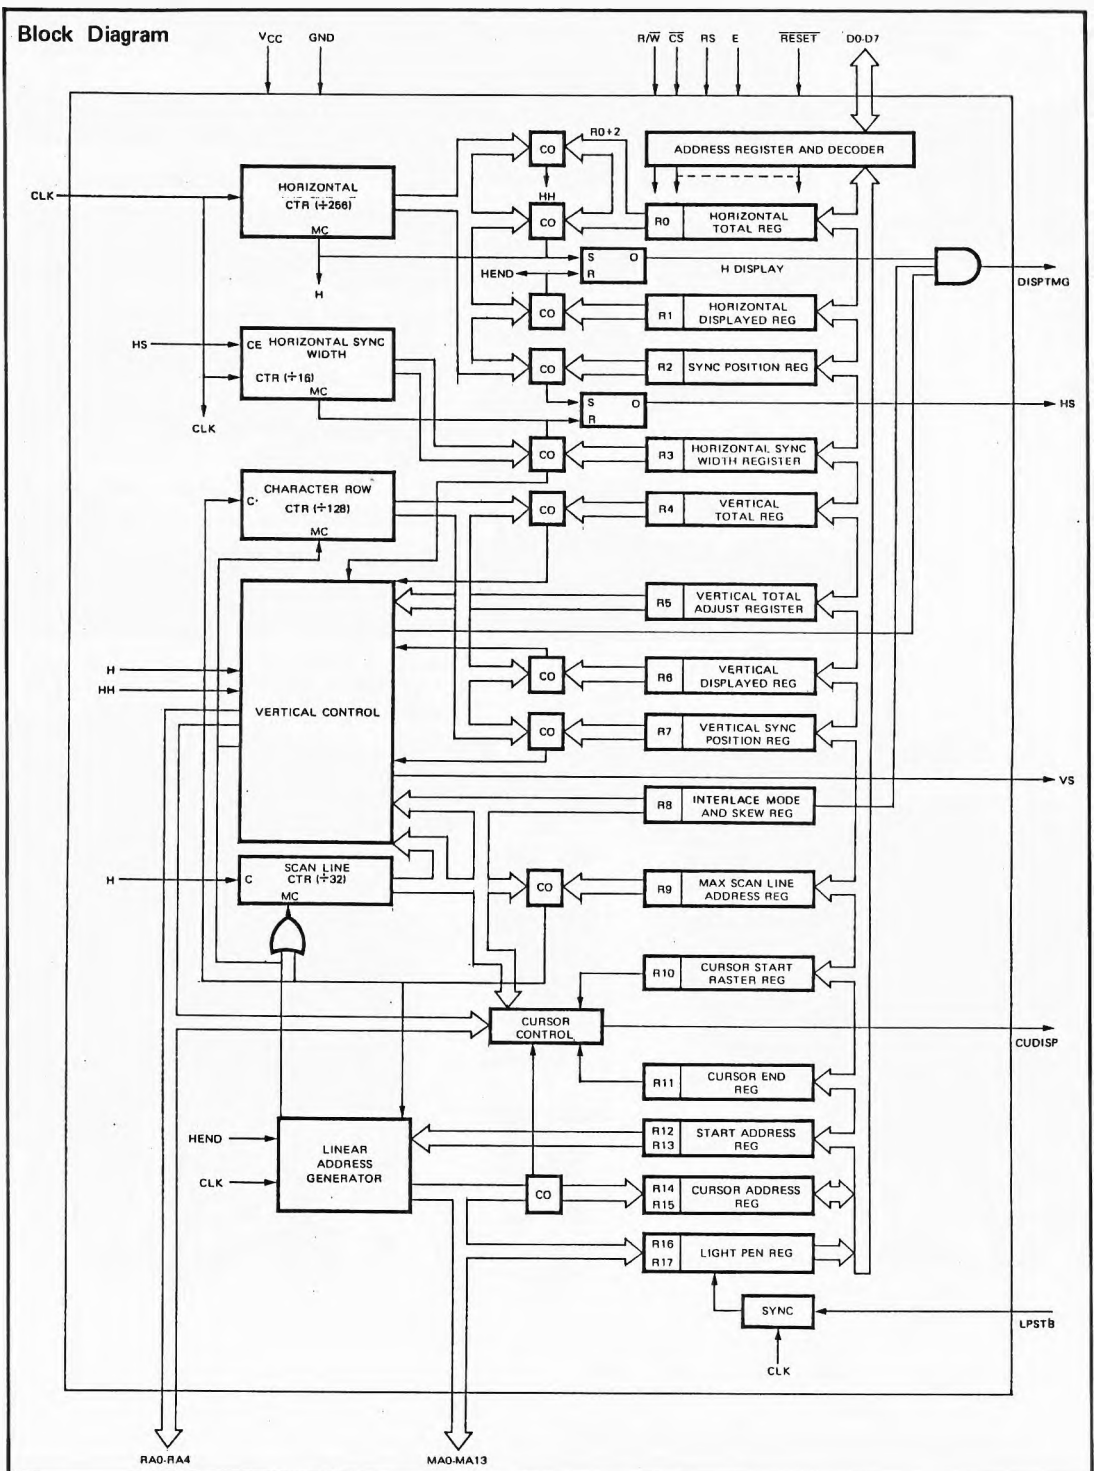 Block Diagram
VCC
GND
R/W
CS
RS
E
RESET
D0-D7
R0+2
CO
ADDRESS REGISTER AND DECODER
HORIZONTAL
CTR (÷256)
MC
CLK
HH
CO
R0
HORIZONTAL
TOTAL REG
H
S
O
R
HEND
H DISPLAY
DISPTMG
CO
R1
HORIZONTAL
DISPLAYED REG
HS
CE
HORIZONTAL SYNC
WIDTH
CTR (÷16)
MC
CO
R2
SYNC POSITION REG
CLK
S
O
R
HS
CO
R3
HORIZONTAL SYNC
WIDTH REGISTER
CHARACTER ROW
C·
CTR (÷128)
MC
CO
R4
VERTICAL
TOTAL REG
R5
VERTICAL TOTAL
ADJUST REGISTER
H
HH
VERTICAL CONTROL
CO
R6
VERTICAL
DISPLAYED REG
CO
R7
VERTICAL SYNC
POSITION REG
VS
R8
INTERLACE MODE
AND SKEW REG
H
C
SCAN LINE
CTR (÷32)
MC
CO
R9
MAX SCAN LINE
ADDRESS REG
R10
CURSOR START
RASTER REG
CURSOR
CONTROL
CUDISP
R11
CURSOR END
REG
HEND
CLK
LINEAR
ADDRESS
GENERATOR
R12
R13
START ADDRESS
REG
CO
R14
R15
CURSOR ADDRESS
REG
R16
R17
LIGHT PEN REG
SYNC
LPSTB
CLK
RA0-RA4
MA0-MA13